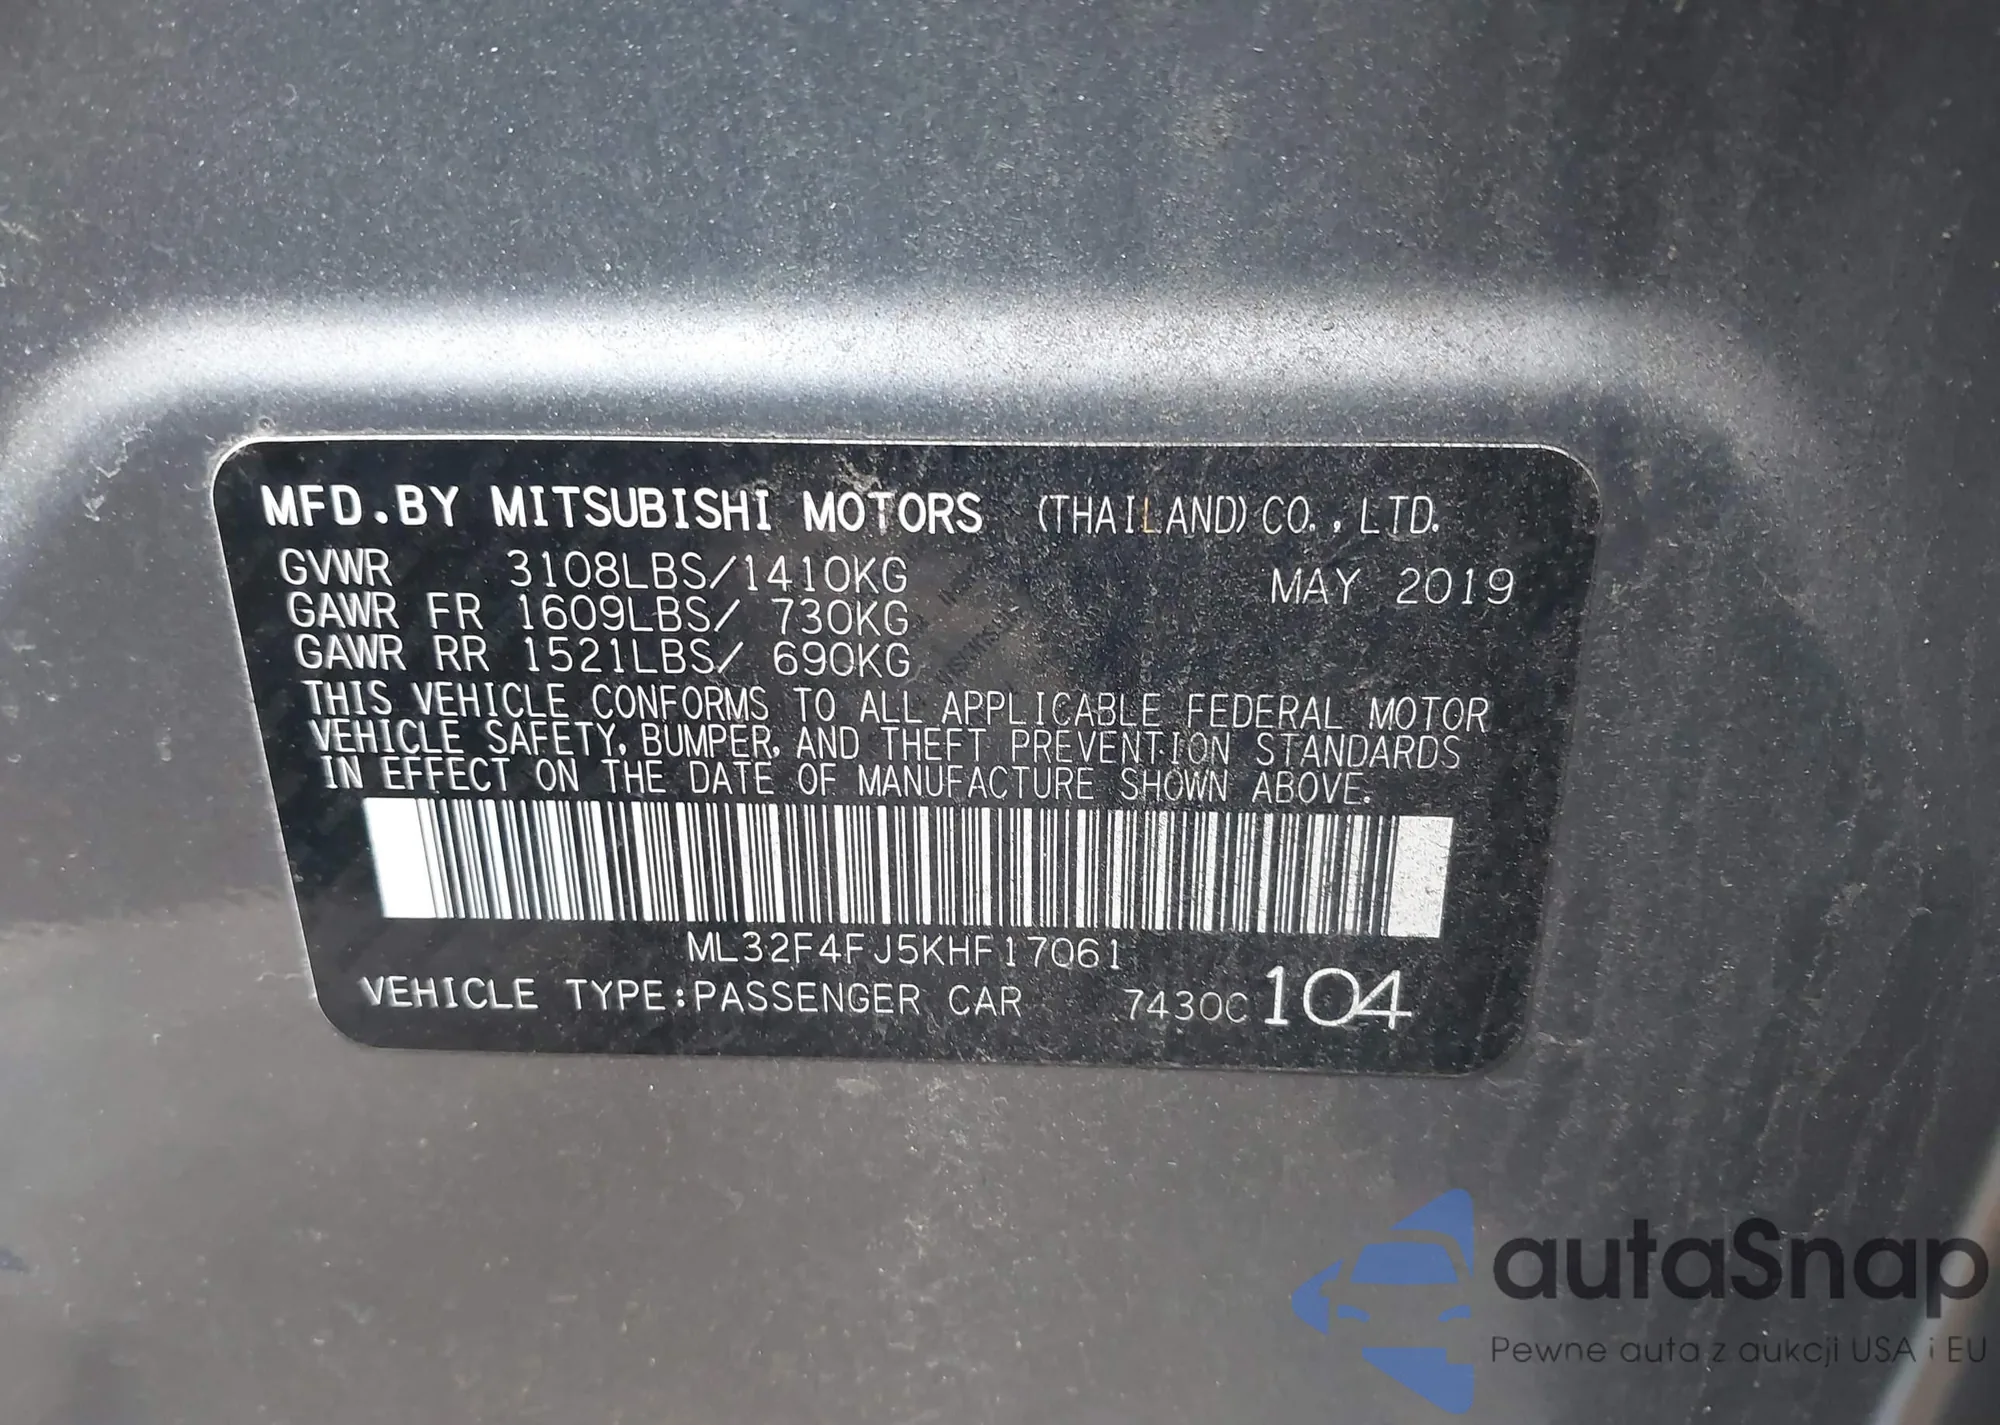 MFD.BY MITSUBISHI MOTORS (THAILAND) CO., LTD.
GVWR 3108LBS/1410KG MAY 2019
GAWR FR 1609LBS/ 730KG
GAWR RR 1521LBS/ 690KG
THIS VEHICLE CONFORMS TO ALL APPLICABLE FEDERAL MOTOR
VEHICLE SAFETY, BUMPER, AND THEFT PREVENTION STANDARDS
IN EFFECT ON THE DATE OF MANUFACTURE SHOWN ABOVE.
ML32F4FJ5KHF17061
VEHICLE TYPE:PASSENGER CAR 7430C 104
autaSnap
Pewne auta z aukcji USA i EU